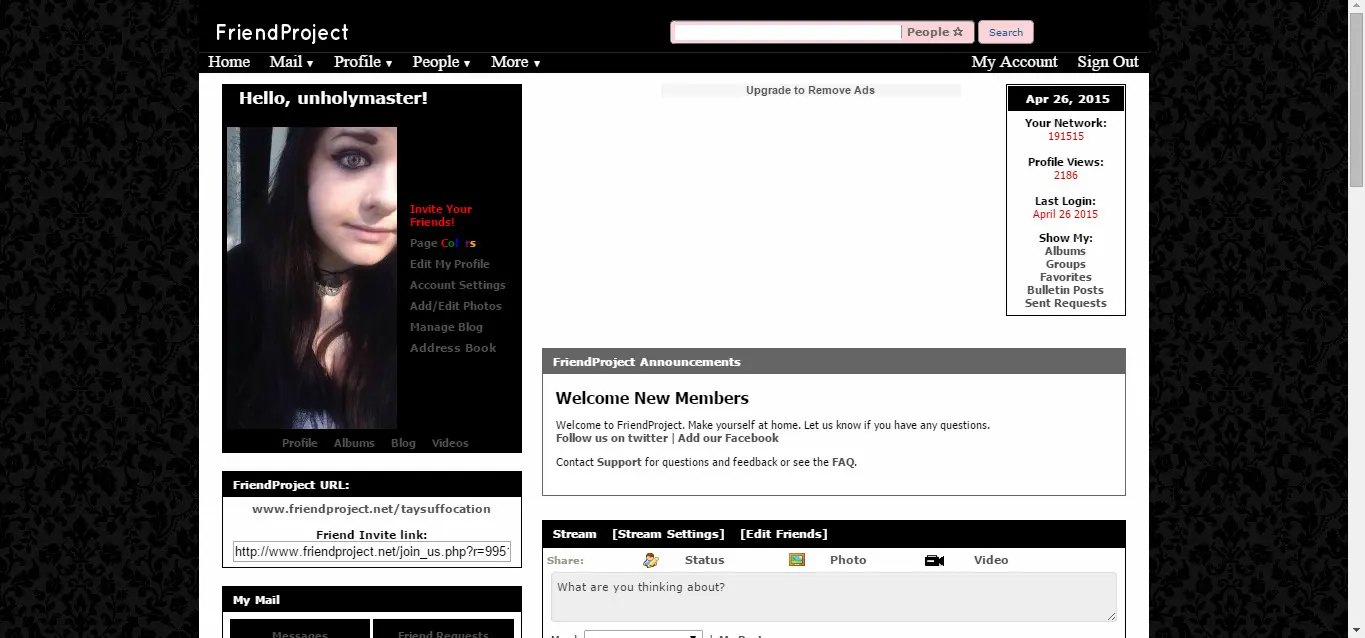 FriendProject
People ☆
Search
Home
Mail ▼
Profile ▼
People ▼
More ▼
My Account
Sign Out
Hello, unholymaster!
Invite Your
Friends!
Page Col rs
Edit My Profile
Account Settings
Add/Edit Photos
Manage Blog
Address Book
Profile
Albums
Blog
Videos
FriendProject URL:
www.friendproject.net/taysuffocation
Friend Invite link:
http://www.friendproject.net/join_us.php?r=995
My Mail
Messages
Friend Requests
Upgrade to Remove Ads
Apr 26, 2015
Your Network:
191515
Profile Views:
2186
Last Login:
April 26 2015
Show My:
Albums
Groups
Favorites
Bulletin Posts
Sent Requests
FriendProject Announcements
Welcome New Members
Welcome to FriendProject. Make yourself at home. Let us know if you have any questions.
Follow us on twitter | Add our Facebook
Contact Support for questions and feedback or see the FAQ.
Stream [Stream Settings] [Edit Friends]
Share:
Status
Photo
Video
What are you thinking about?